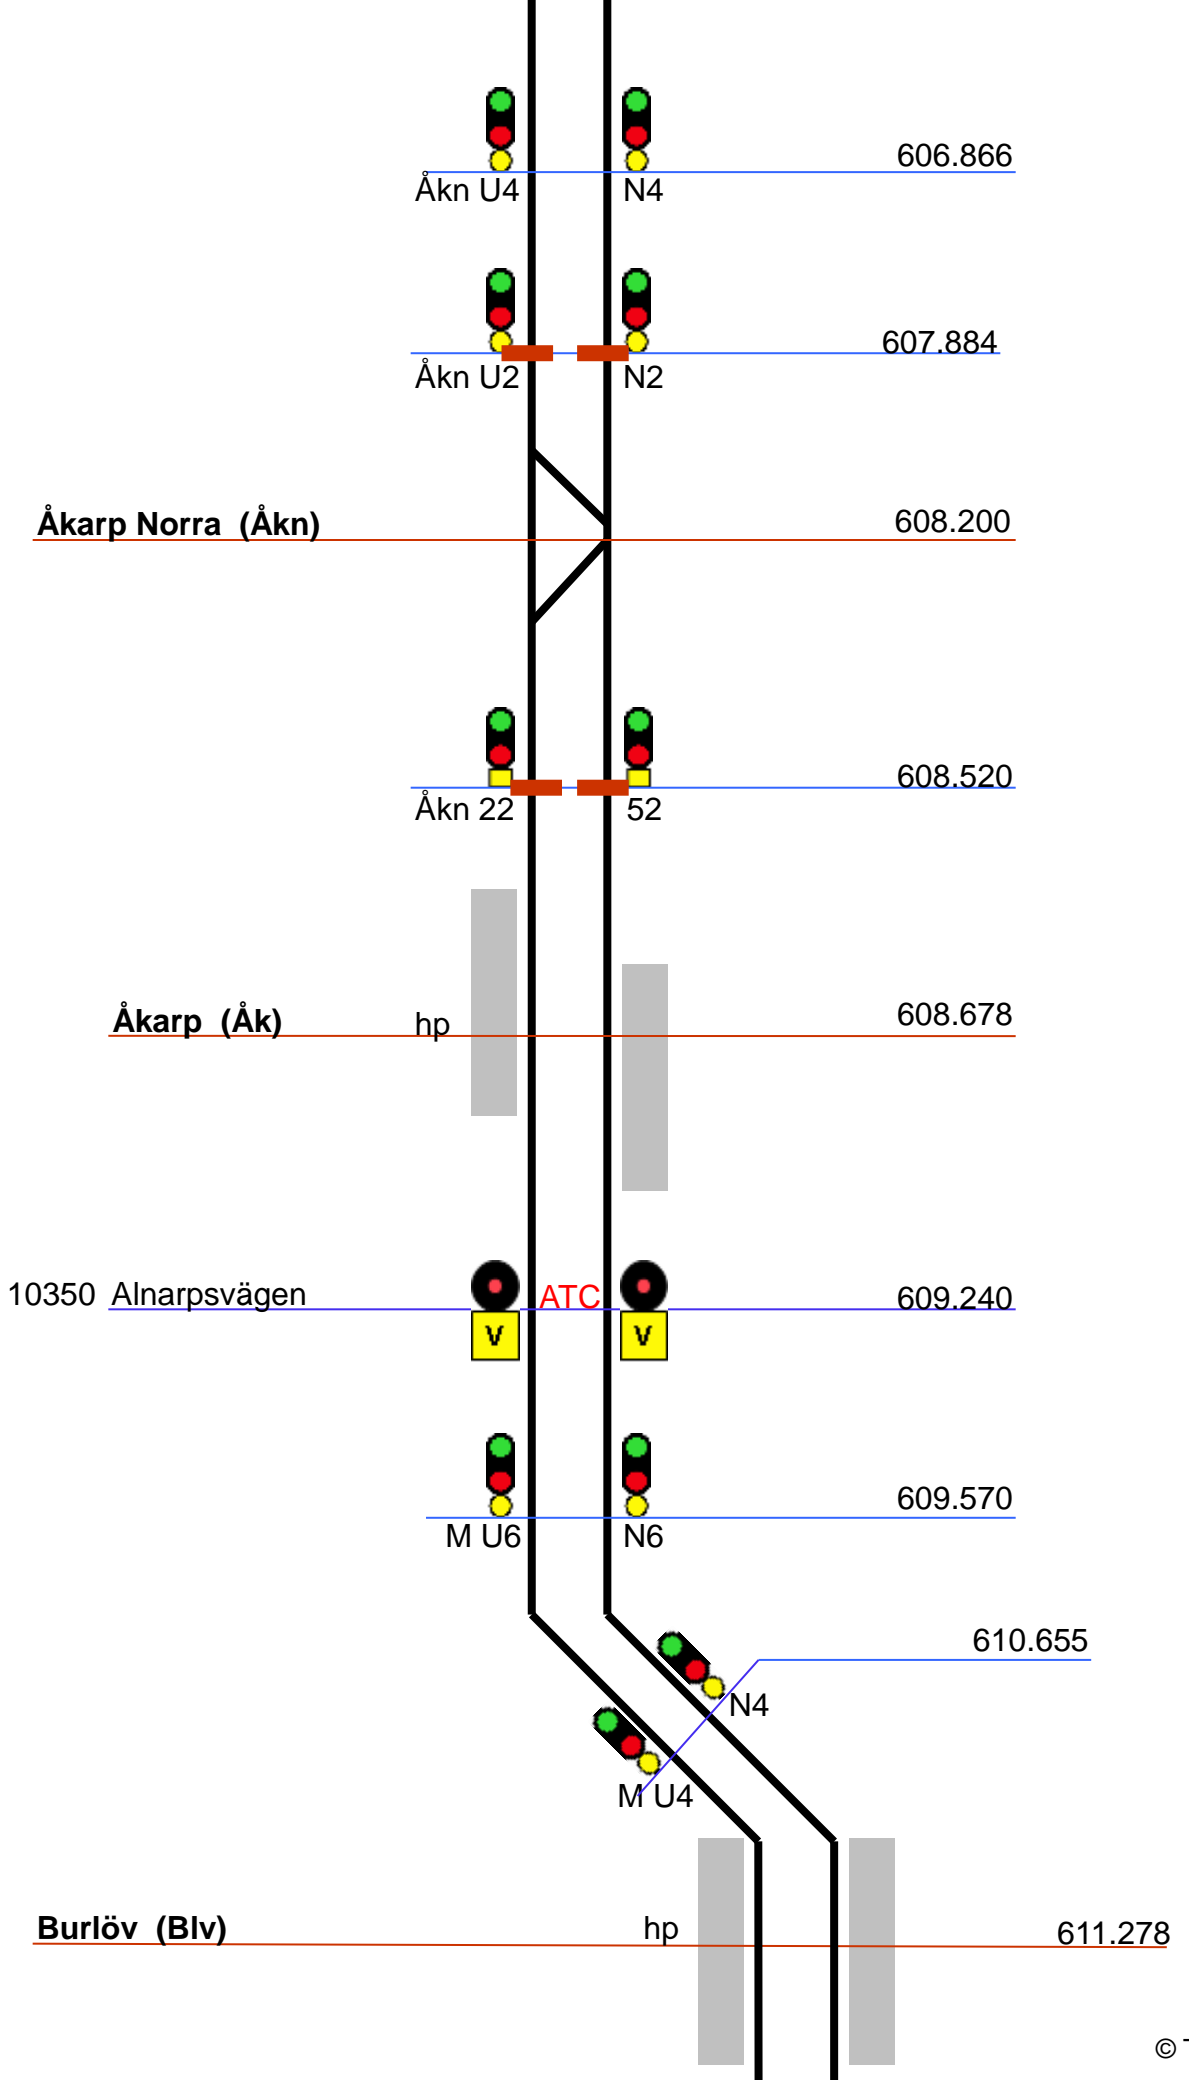 606.866
Åkn U4 N4
607.884
Åkn U2 N2
Åkarp Norra (Åkn) 608.200
608.520
Åkn 22 52
Åkarp (Åk) hp 608.678
10350 Alnarpsvägen ATC 609.240
V V
609.570
M U6 N6
610.655
N4
M U4
Burlöv (Blv) hp 611.278
©